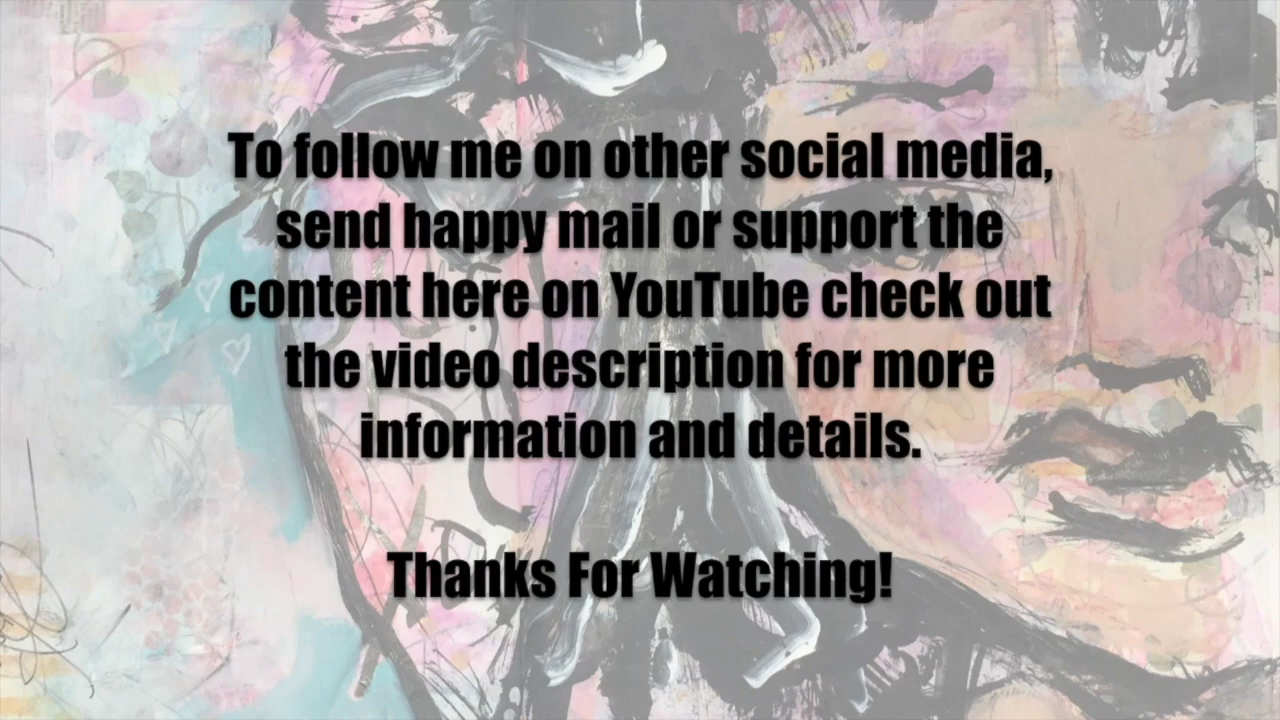 To follow me on other social media,
send happy mail or support the
content here on YouTube check out
the video description for more
information and details.
Thanks For Watching!